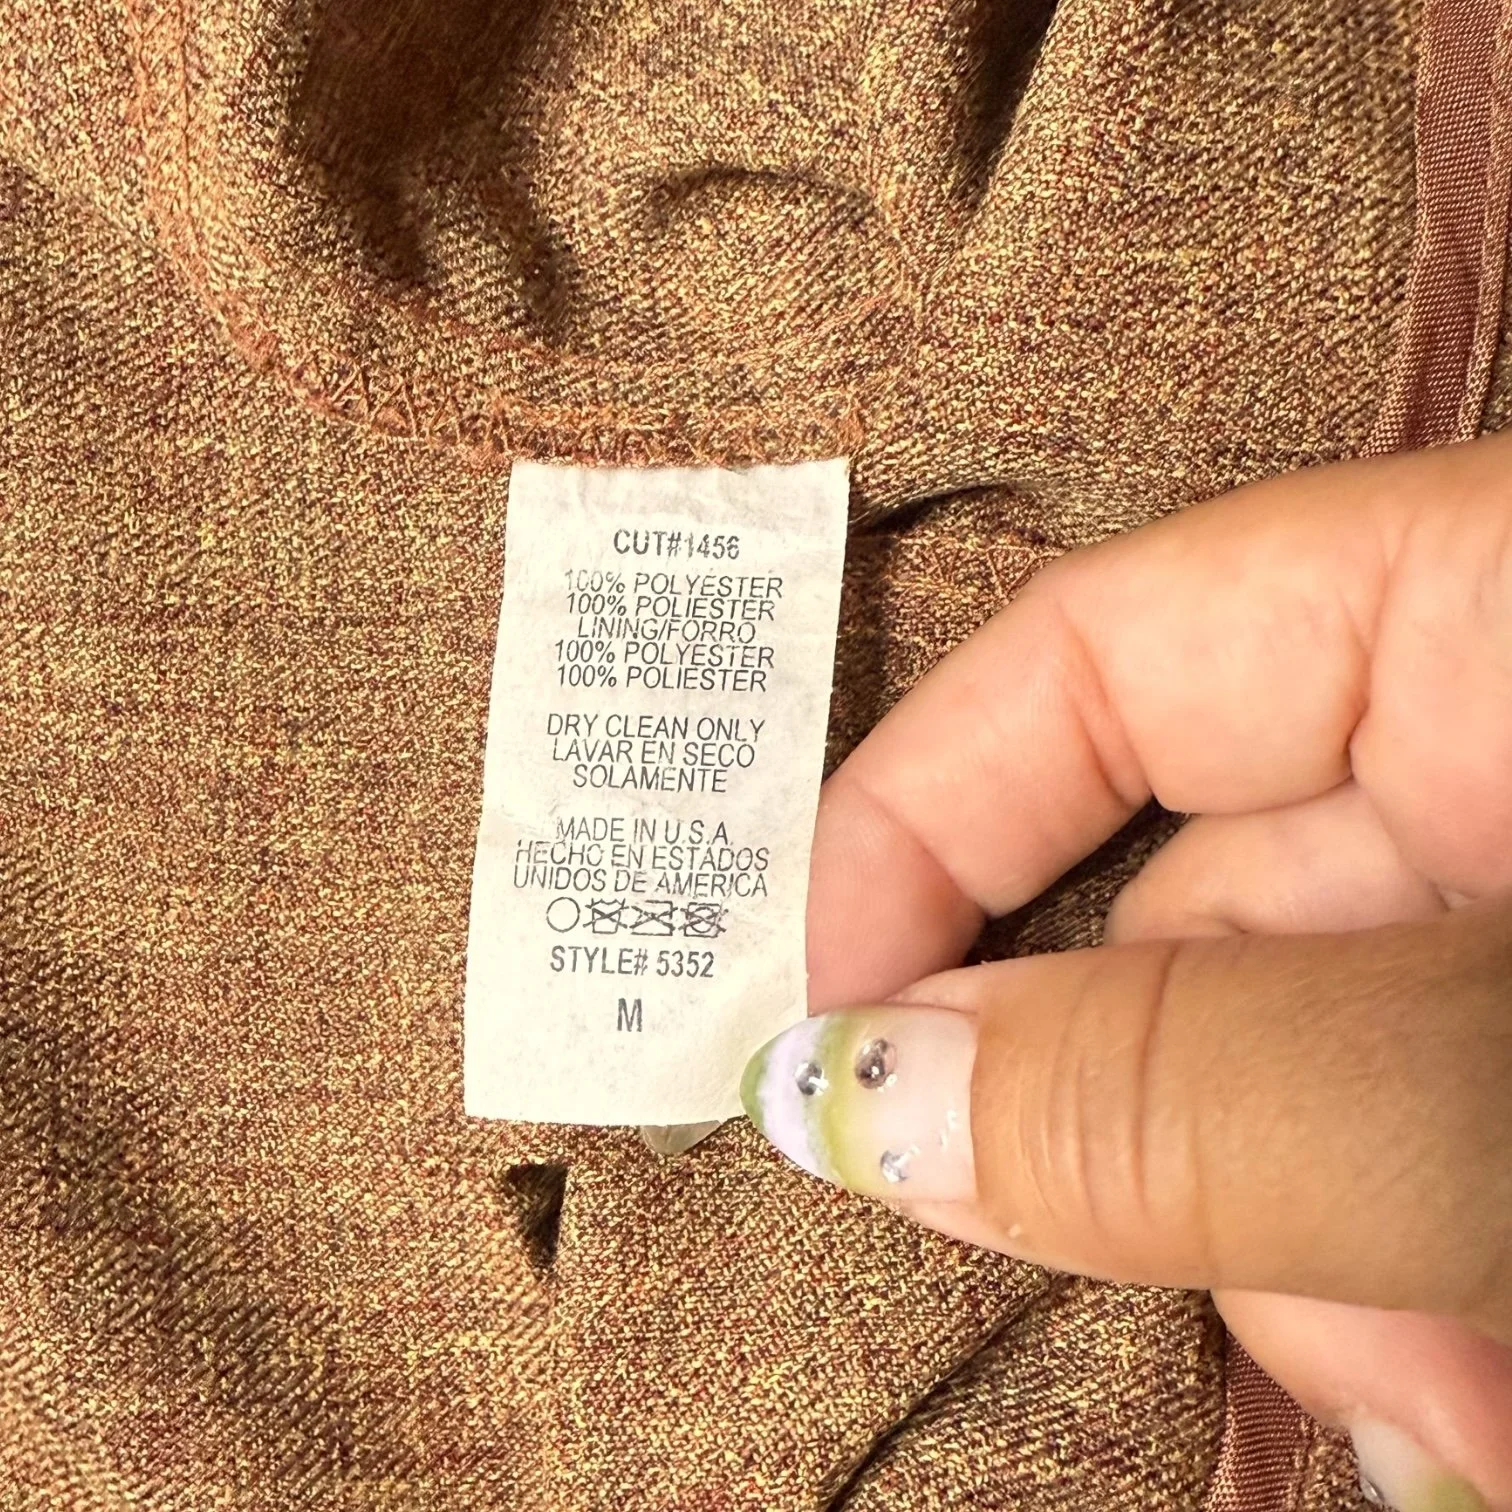 CUT#1456
100% POLYESTER
100% POLIESTER
LINING/FORRO
100% POLYESTER
100% POLIESTER
DRY CLEAN ONLY
LAVAR EN SECO
SOLAMENTE
MADE IN U.S.A.
HECHO EN ESTADOS
UNIDOS DE AMERICA
STYLE# 5352
M